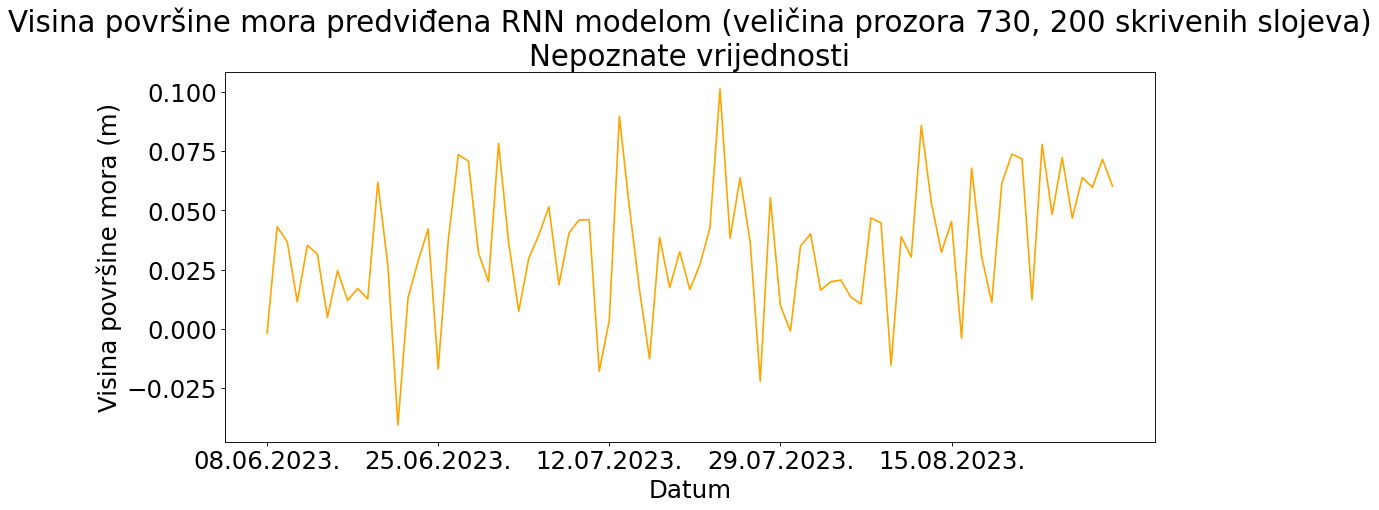 Visina površine mora predviđena RNN modelom (veličina prozora 730, 200 skrivenih slojeva)
Nepoznate vrijednosti
Visina površine mora (m)
0.100
0.075
0.050
0.025
0.000
−0.025
08.06.2023. 25.06.2023. 12.07.2023. 29.07.2023. 15.08.2023.
Datum